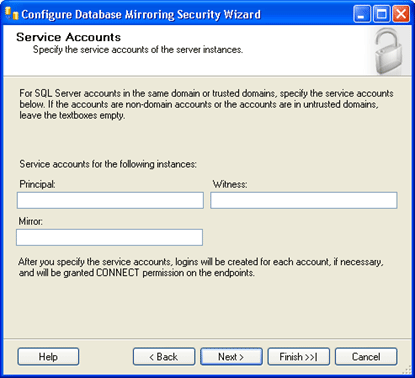 Configure Database Mirroring Security Wizard
Service Accounts
Specify the service accounts of the server instances.
For SQL Server accounts in the same domain or trusted domains, specify the service accounts
below. If the accounts are non-domain accounts or the accounts are in untrusted domains,
leave the textboxes empty.
Service accounts for the following instances:
Principal: Witness:
Mirror:
After you specify the service accounts, logins will be created for each account, if necessary,
and will be granted CONNECT permission on the endpoints.
Help < Back Next > Finish >>| Cancel